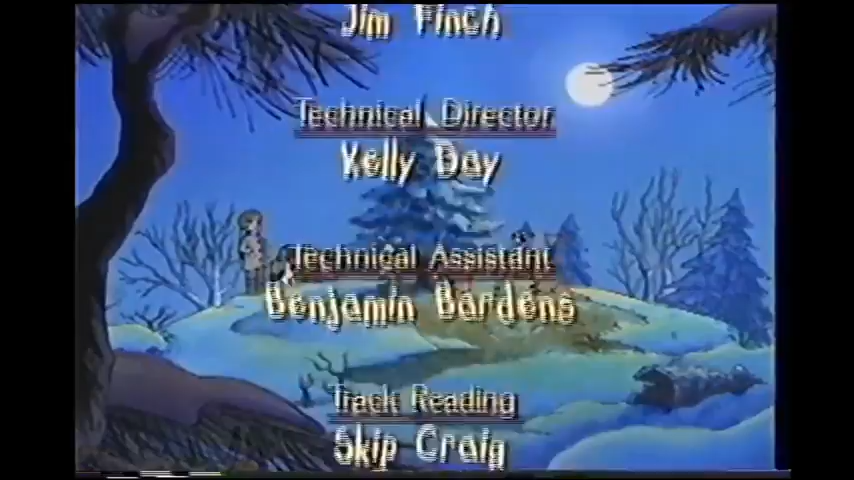 Jim Finch
Technical Director
Kelly Day
Technical Assistant
Benjamin Bardens
Track Reading
Skip Craig